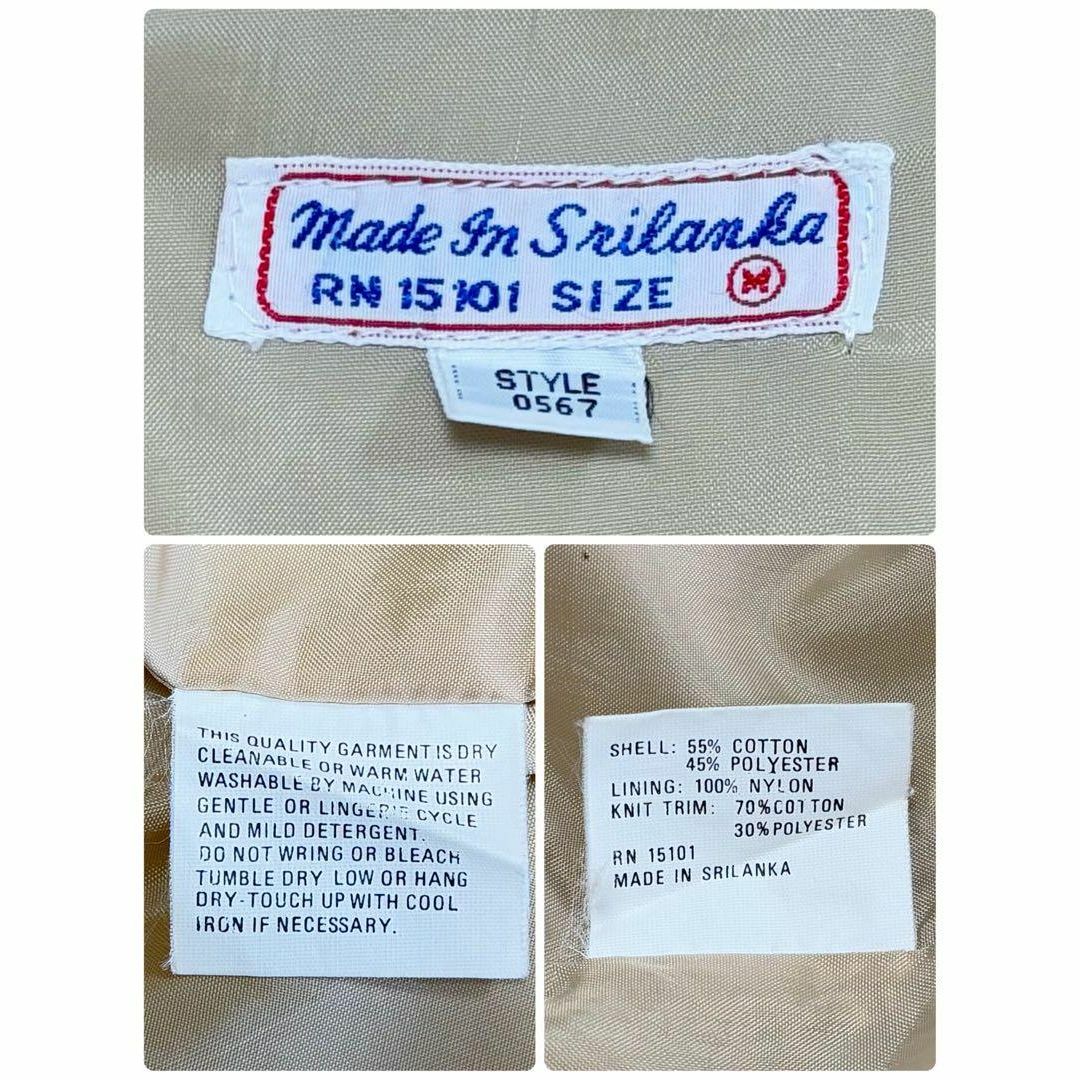 Made In Srilanka
RN 15101 SIZE M
STYLE
0567
THIS QUALITY GARMENT IS DRY
CLEANABLE OR WARM WATER
WASHABLE BY MACHINE USING
GENTLE OR LINGERIE CYCLE
AND MILD DETERGENT.
DO NOT WRING OR BLEACH
TUMBLE DRY LOW OR HANG
DRY-TOUCH UP WITH COOL
IRON IF NECESSARY.
SHELL: 55% COTTON
45% POLYESTER
LINING: 100% NYLON
KNIT TRIM: 70%COTTON
30%POLYESTER
RN 15101
MADE IN SRILANKA